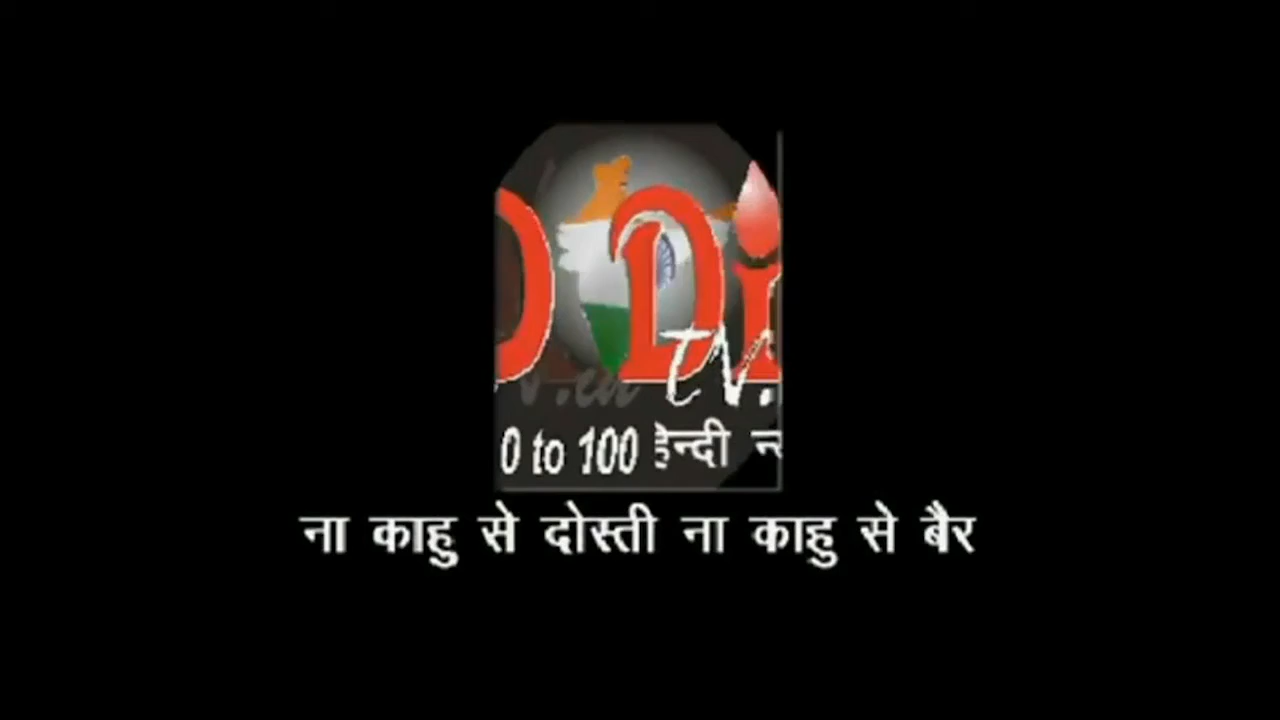 D Di
tv.
0 to 100 हिन्दी
ना काहु से दोस्ती ना काहु से बैर